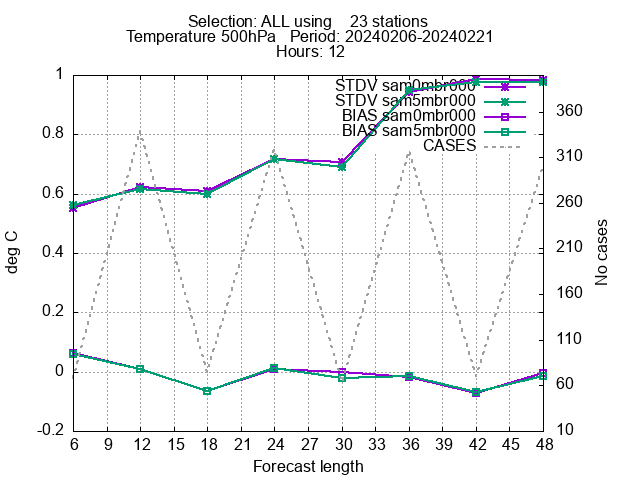 Selection: ALL using 23 stations
Temperature 500hPa Period: 20240206-20240221
Hours: 12
STDV sam0mbr000
STDV sam5mbr000
BIAS sam0mbr000
BIAS sam5mbr000
CASES
1
0.8
0.6
0.4
0.2
0
-0.2
deg C
360
310
260
210
160
110
60
10
No cases
6 9 12 15 18 21 24 27 30 33 36 39 42 45 48
Forecast length